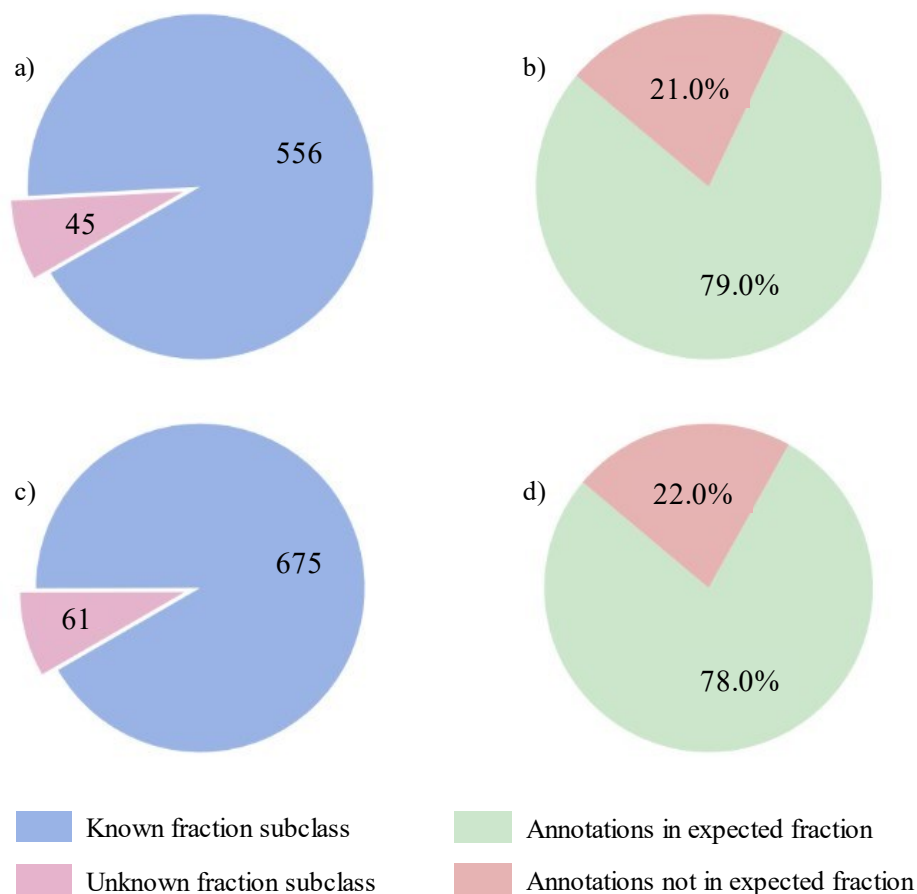 a)
556
45
b)
21.0%
79.0%
c)
675
61
d)
22.0%
78.0%
Known fraction subclass
Annotations in expected fraction
Unknown fraction subclass
Annotations not in expected fraction